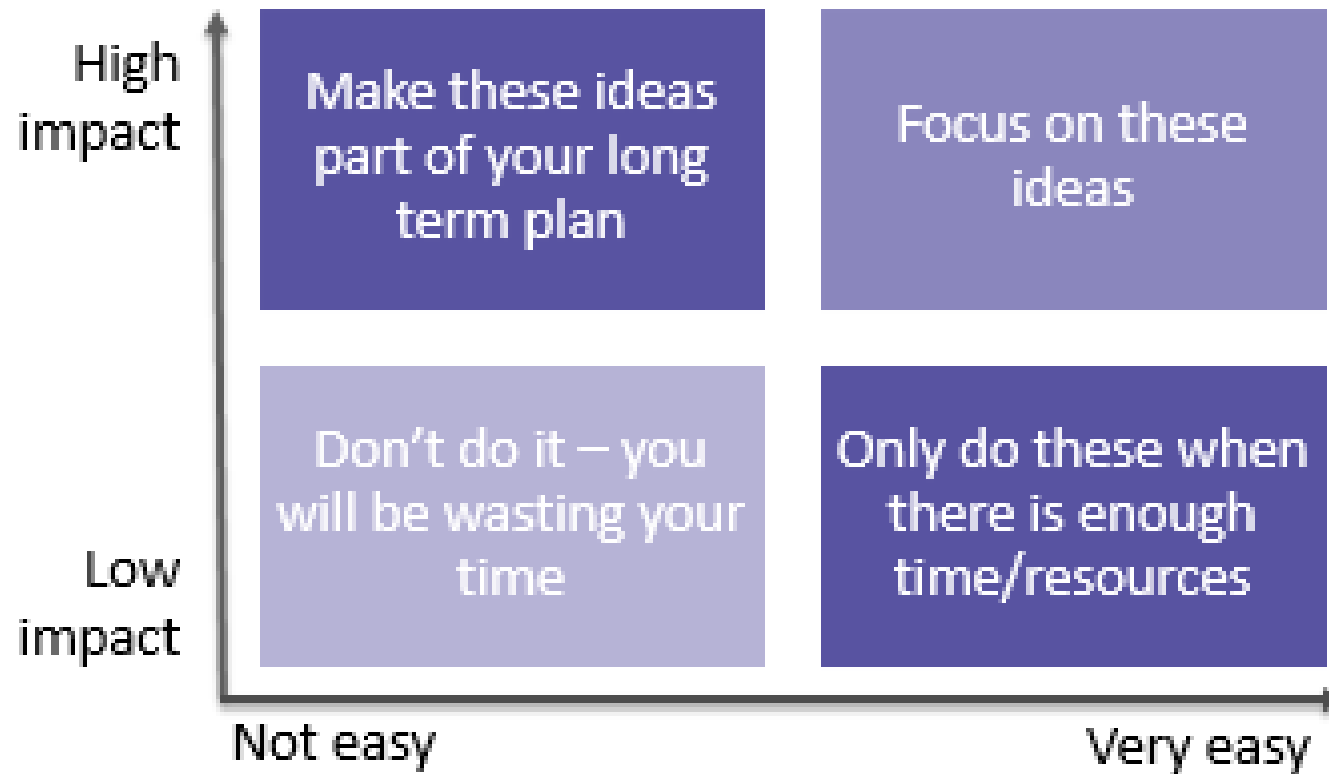 High
impact
Make these ideas
part of your long
term plan
Focus on these
ideas
Don’t do it – you
will be wasting your
time
Only do these when
there is enough
time/resources
Low
impact
Not easy
Very easy